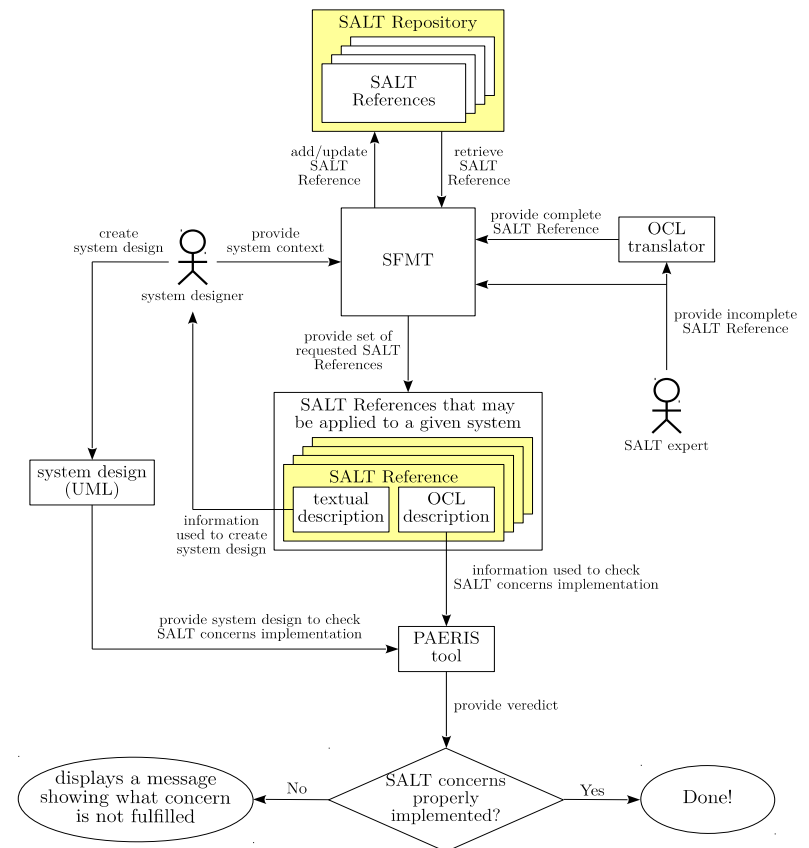 SALT Repository
SALT
References
add/update
SALT
Reference
retrieve
SALT
Reference
create
system design
provide
system context
system designer
SFMT
provide complete
SALT Reference
OCL
translator
provide incomplete
SALT Reference
SALT expert
provide set of
requested SALT
References
SALT References that may
be applied to a given system
SALT Reference
textual
description
OCL
description
system design
(UML)
information
used to create
system design
information used to check
SALT concerns implementation
provide system design to check
SALT concerns implementation
PAERIS
tool
provide veredict
displays a message
showing what concern
is not fulfilled
No
SALT concerns
properly
implemented?
Yes
Done!